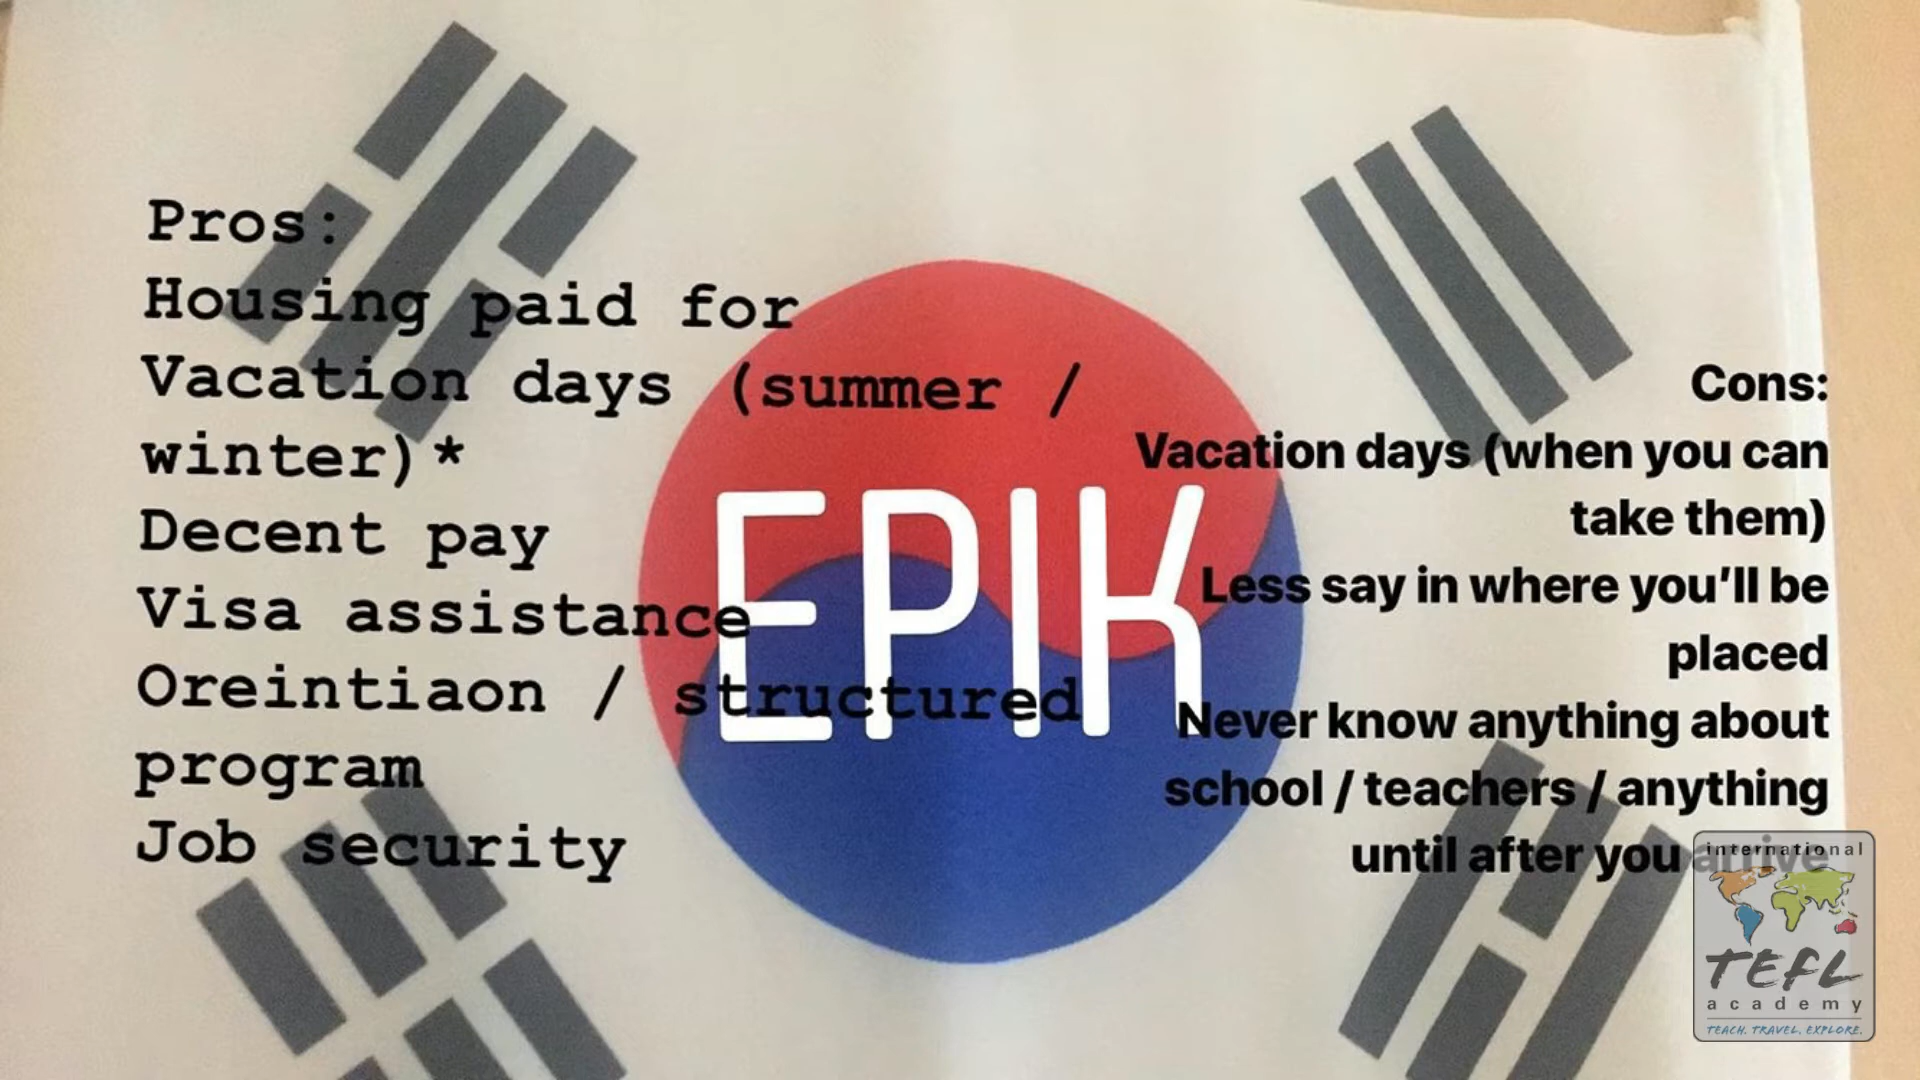 Pros:
Housing paid for
Vacation days (summer /
winter)*
Decent pay
Visa assistance
Oreintiaon / structured
program
Job security
EPIK
Cons:
Vacation days (when you can
take them)
Less say in where you'll be
placed
Never know anything about
school / teachers / anything
until after you arrive
international
TEFL
academy
TEACH. TRAVEL. EXPLORE.